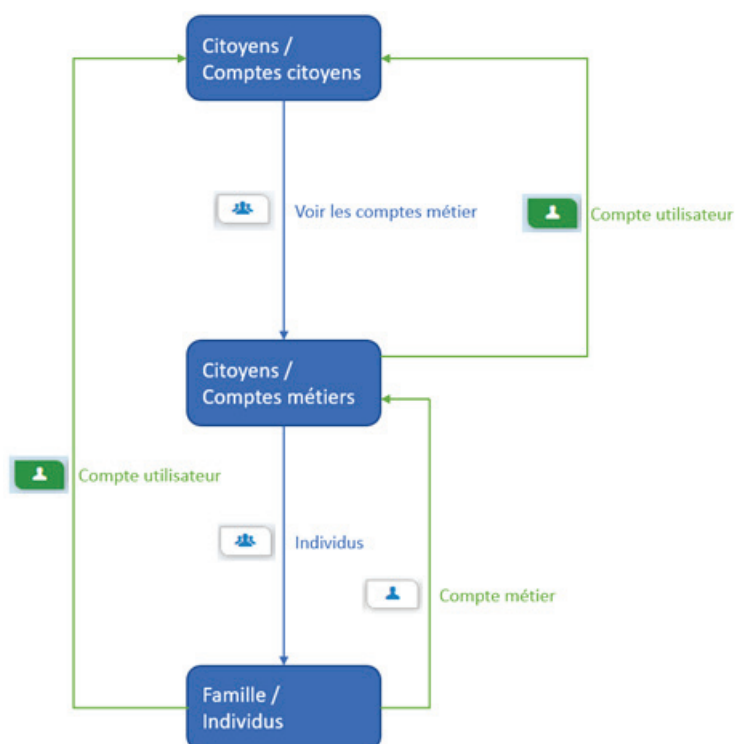 Citoyens /
Comptes citoyens
Voir les comptes métier
Compte utilisateur
Citoyens /
Comptes métiers
Compte utilisateur
Individus
Compte métier
Famille /
Individus